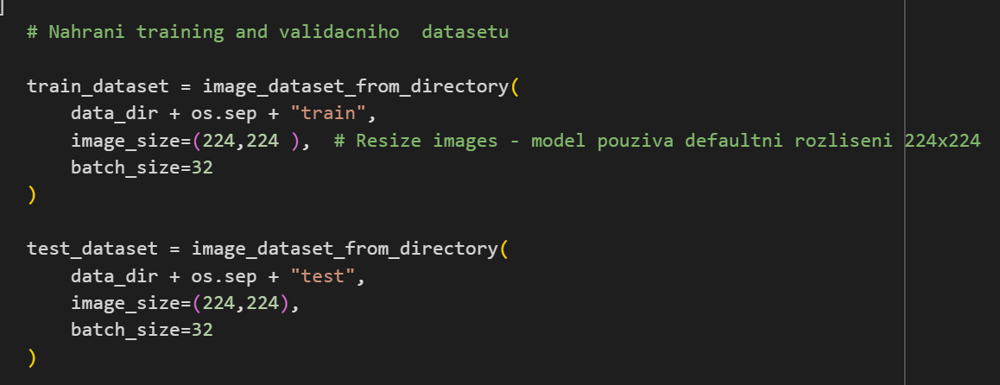 ]
# Nahrani training and validacniho  datasetu
train_dataset = image_dataset_from_directory(
    data_dir + os.sep + "train",
    image_size=(224,224 ),  # Resize images - model pouziva defaultni rozliseni 224x224
    batch_size=32
)
test_dataset = image_dataset_from_directory(
    data_dir + os.sep + "test",
    image_size=(224,224),
    batch_size=32
)